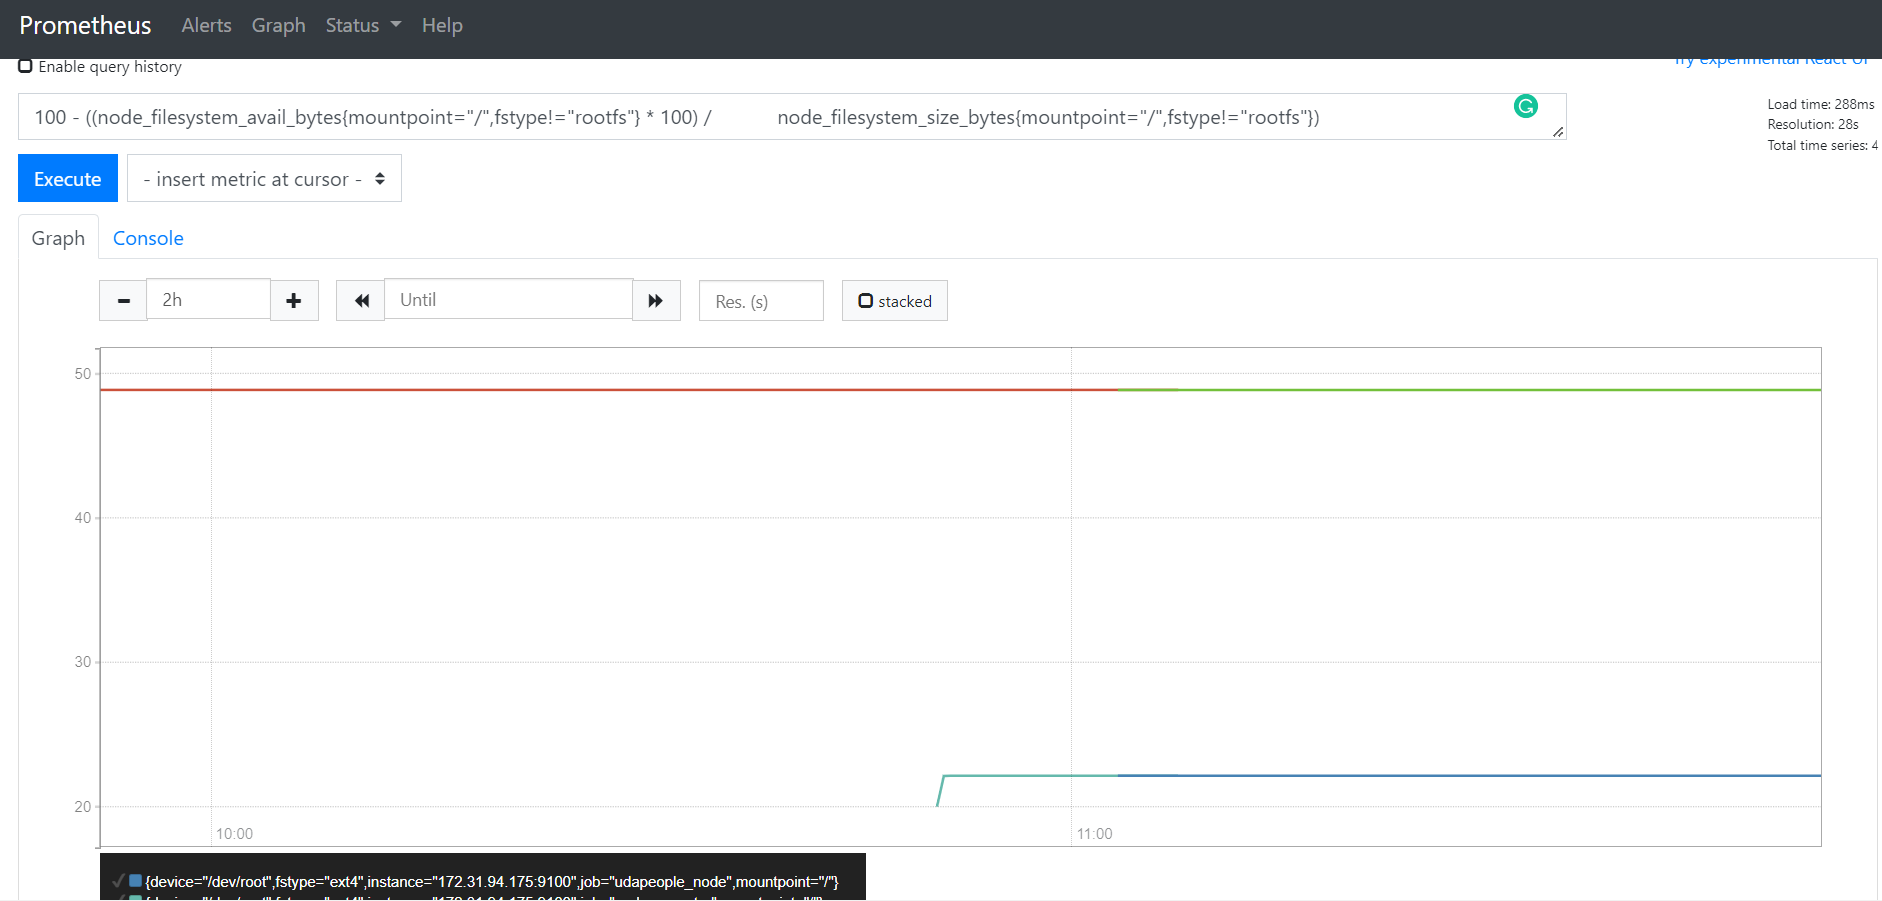 Prometheus Alerts Graph Status Help
Enable query history
Try experimental React UI
100 - ((node_filesystem_avail_bytes{mountpoint="/",fstype!="rootfs"} * 100) / node_filesystem_size_bytes{mountpoint="/",fstype!="rootfs"})
Load time: 288ms
Resolution: 28s
Total time series: 4
Execute - insert metric at cursor -
Graph Console
2h Until Res. (s) stacked
50
40
30
20
10:00 11:00
{device="/dev/root",fstype="ext4",instance="172.31.94.175:9100",job="udapeople_node",mountpoint="/"}